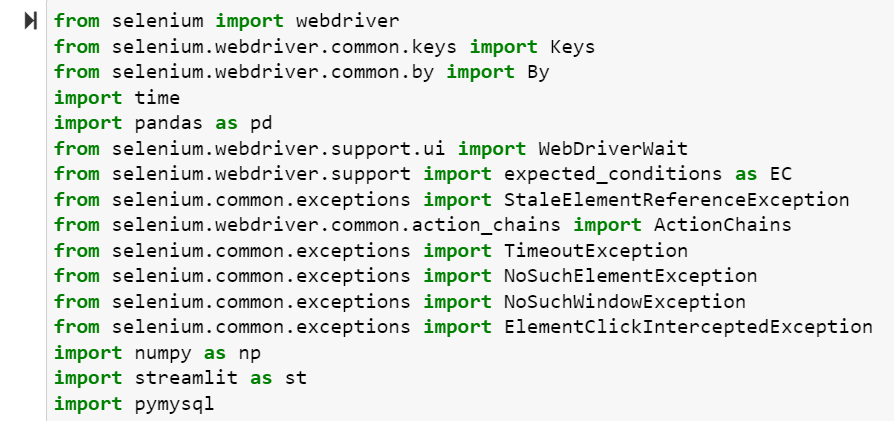 from selenium import webdriver
from selenium.webdriver.common.keys import Keys
from selenium.webdriver.common.by import By
import time
import pandas as pd
from selenium.webdriver.support.ui import WebDriverWait
from selenium.webdriver.support import expected_conditions as EC
from selenium.common.exceptions import StaleElementReferenceException
from selenium.webdriver.common.action_chains import ActionChains
from selenium.common.exceptions import TimeoutException
from selenium.common.exceptions import NoSuchElementException
from selenium.common.exceptions import NoSuchWindowException
from selenium.common.exceptions import ElementClickInterceptedException
import numpy as np
import streamlit as st
import pymysql